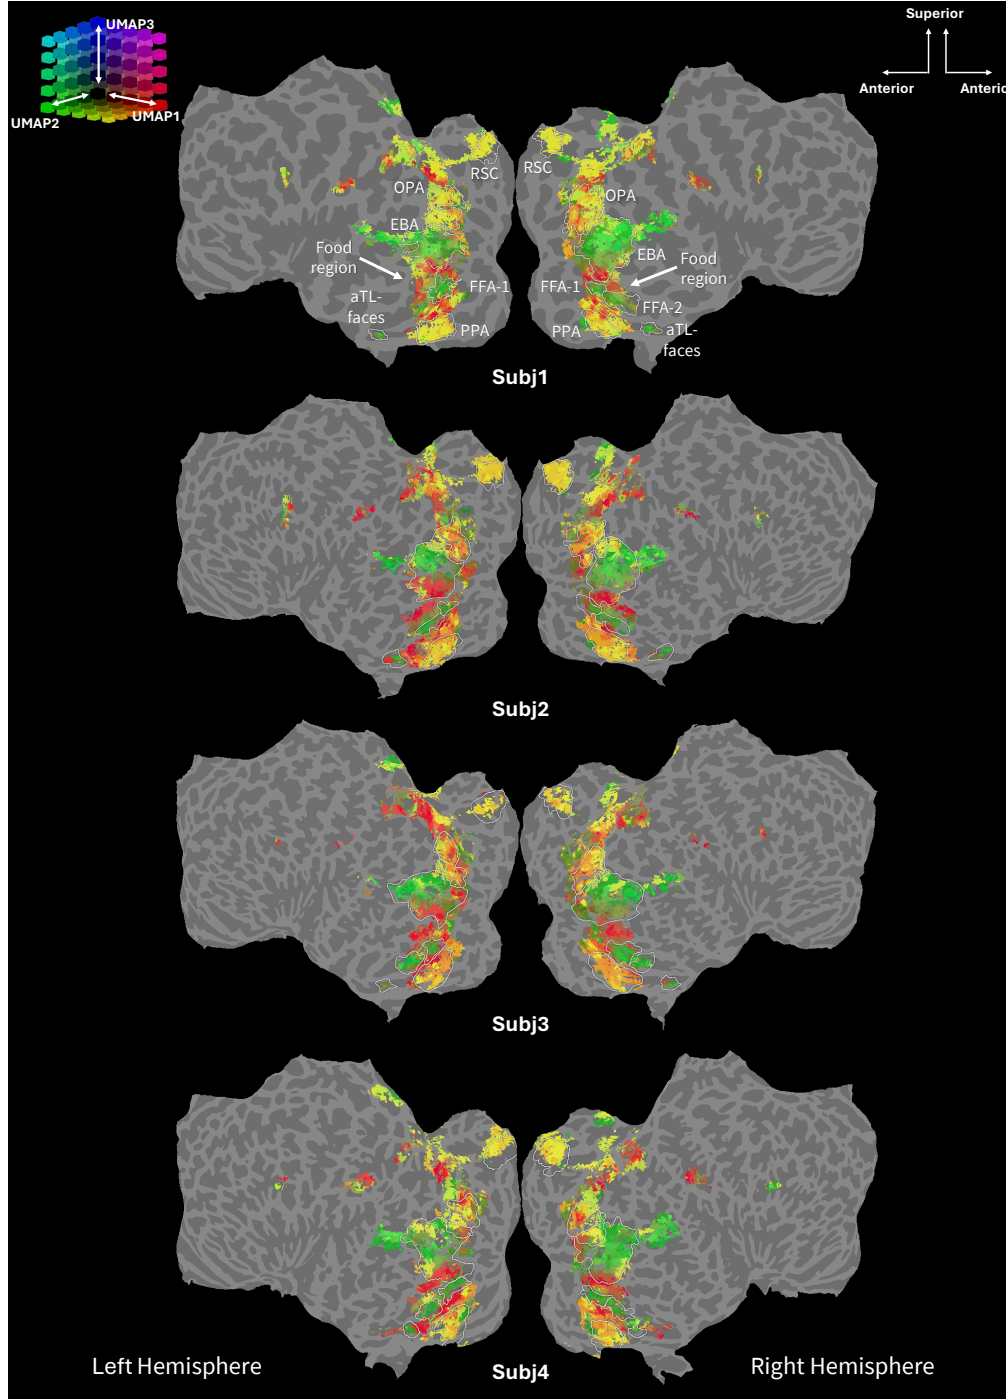 UMAP3
UMAP2
UMAP1
Superior
Anterior
Anterio
RSC
OPA
EBA
Food
region
FFA-1
aTL-
faces
PPA
RSC
OPA
EBA
Food
region
FFA-1
FFA-2
PPA
aTL-
faces
Subj1
Subj2
Subj3
Left Hemisphere
Subj4
Right Hemisphere